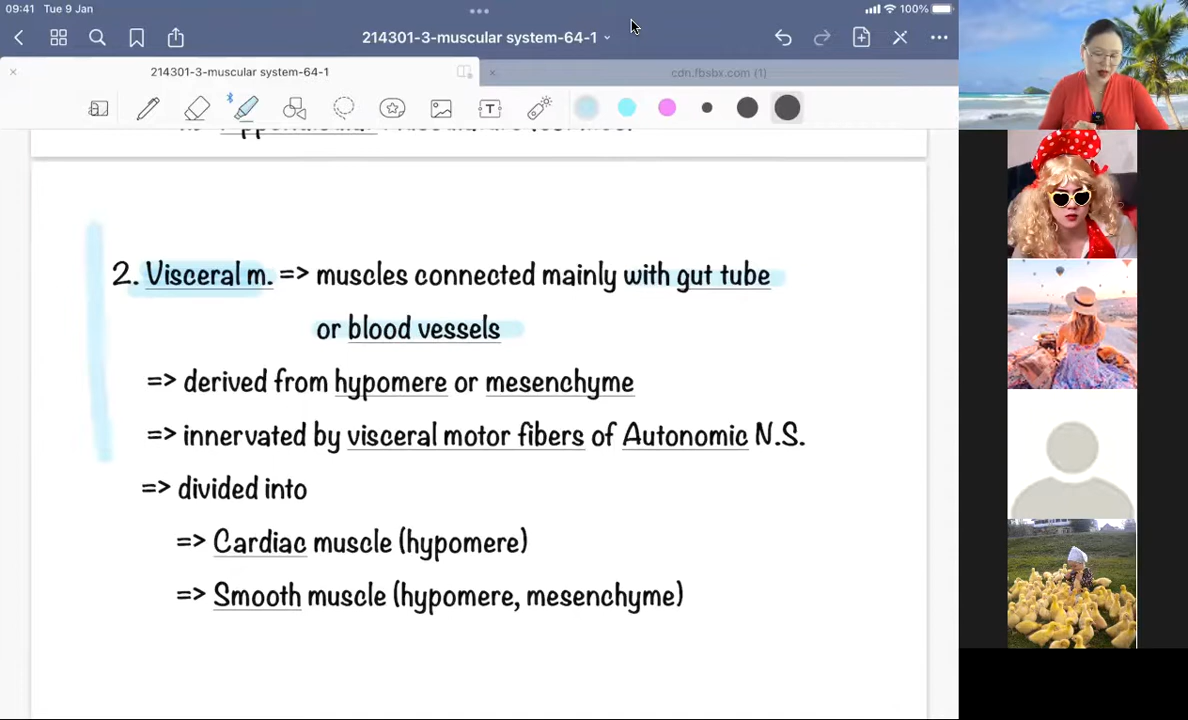 09:41 Tue 9 Jan
100%
214301-3-muscular system-64-1
214301-3-muscular system-64-1
cdn.fbsbx.com (1)
2. Visceral m. => muscles connected mainly with gut tube
or blood vessels
=> derived from hypomere or mesenchyme
=> innervated by visceral motor fibers of Autonomic N.S.
=> divided into
=> Cardiac muscle (hypomere)
=> Smooth muscle (hypomere, mesenchyme)